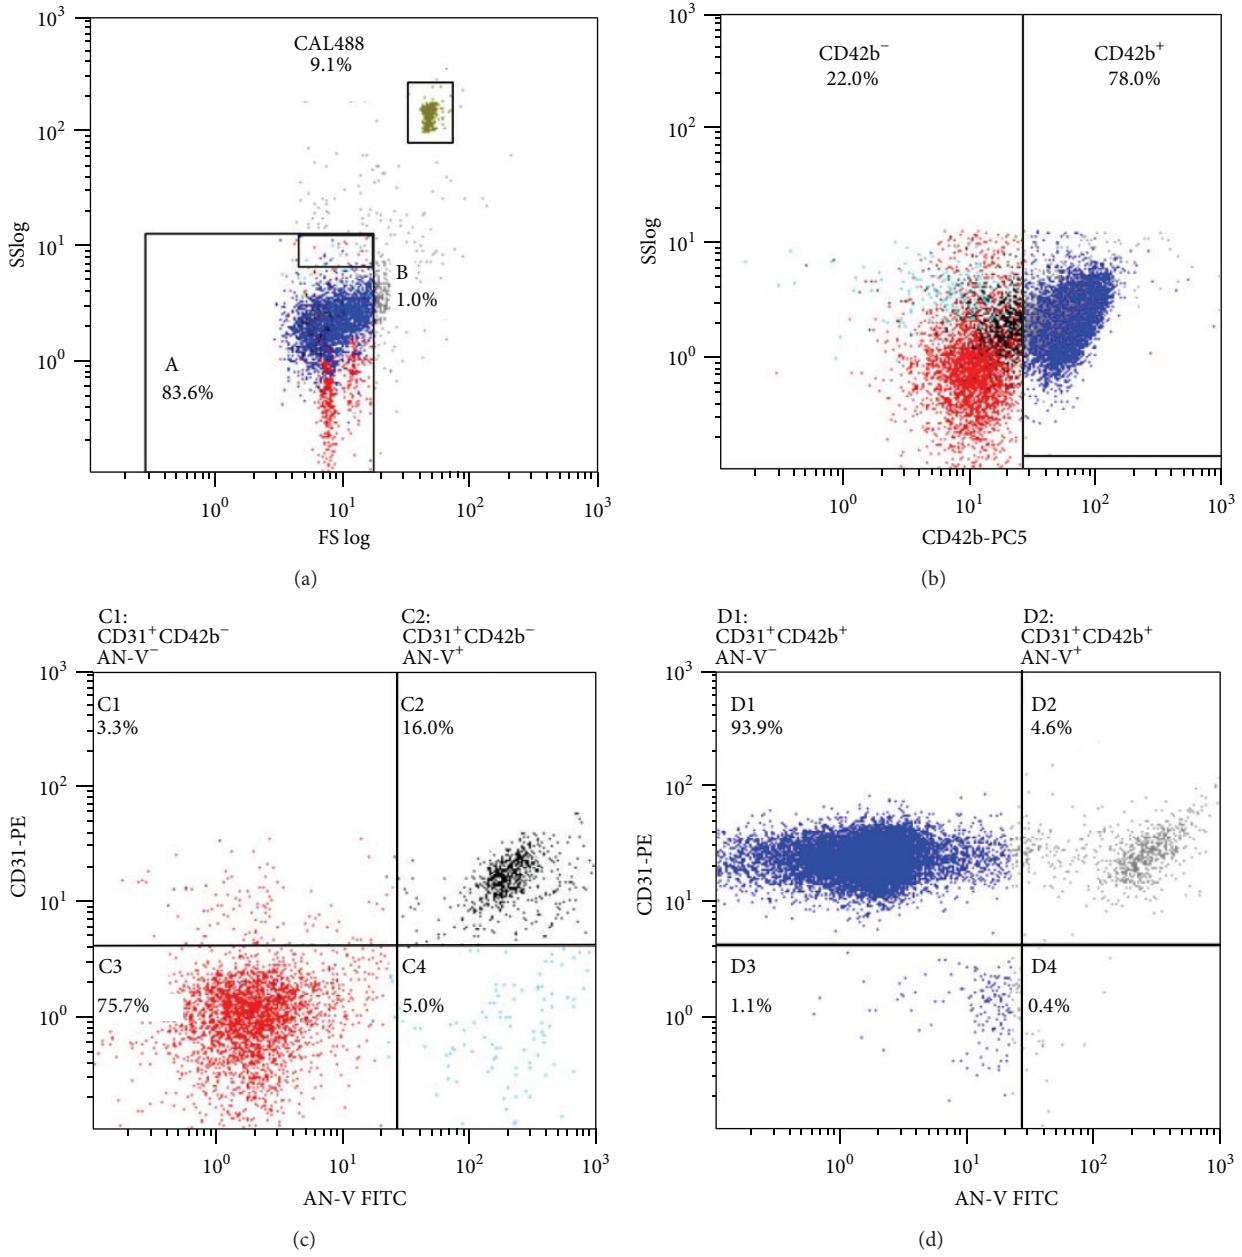 CAL488
9.1%
10³
10²
10¹
10⁰
SSlog
A
83.6%
B
1.0%
10⁰ 10¹ 10² 10³
FS log
(a)
CD42b⁻
22.0%
CD42b⁺
78.0%
10³
10²
10¹
10⁰
SSlog
10⁰ 10¹ 10² 10³
CD42b-PC5
(b)
C1:
CD31⁺CD42b⁻
AN-V⁻
C2:
CD31⁺CD42b⁻
AN-V⁺
10³
10²
10¹
10⁰
CD31-PE
C1
3.3%
C2
16.0%
C3
75.7%
C4
5.0%
10⁰ 10¹ 10² 10³
AN-V FITC
(c)
D1:
CD31⁺CD42b⁺
AN-V⁻
D2:
CD31⁺CD42b⁺
AN-V⁺
10³
10²
10¹
10⁰
CD31-PE
D1
93.9%
D2
4.6%
D3
1.1%
D4
0.4%
10⁰ 10¹ 10² 10³
AN-V FITC
(d)